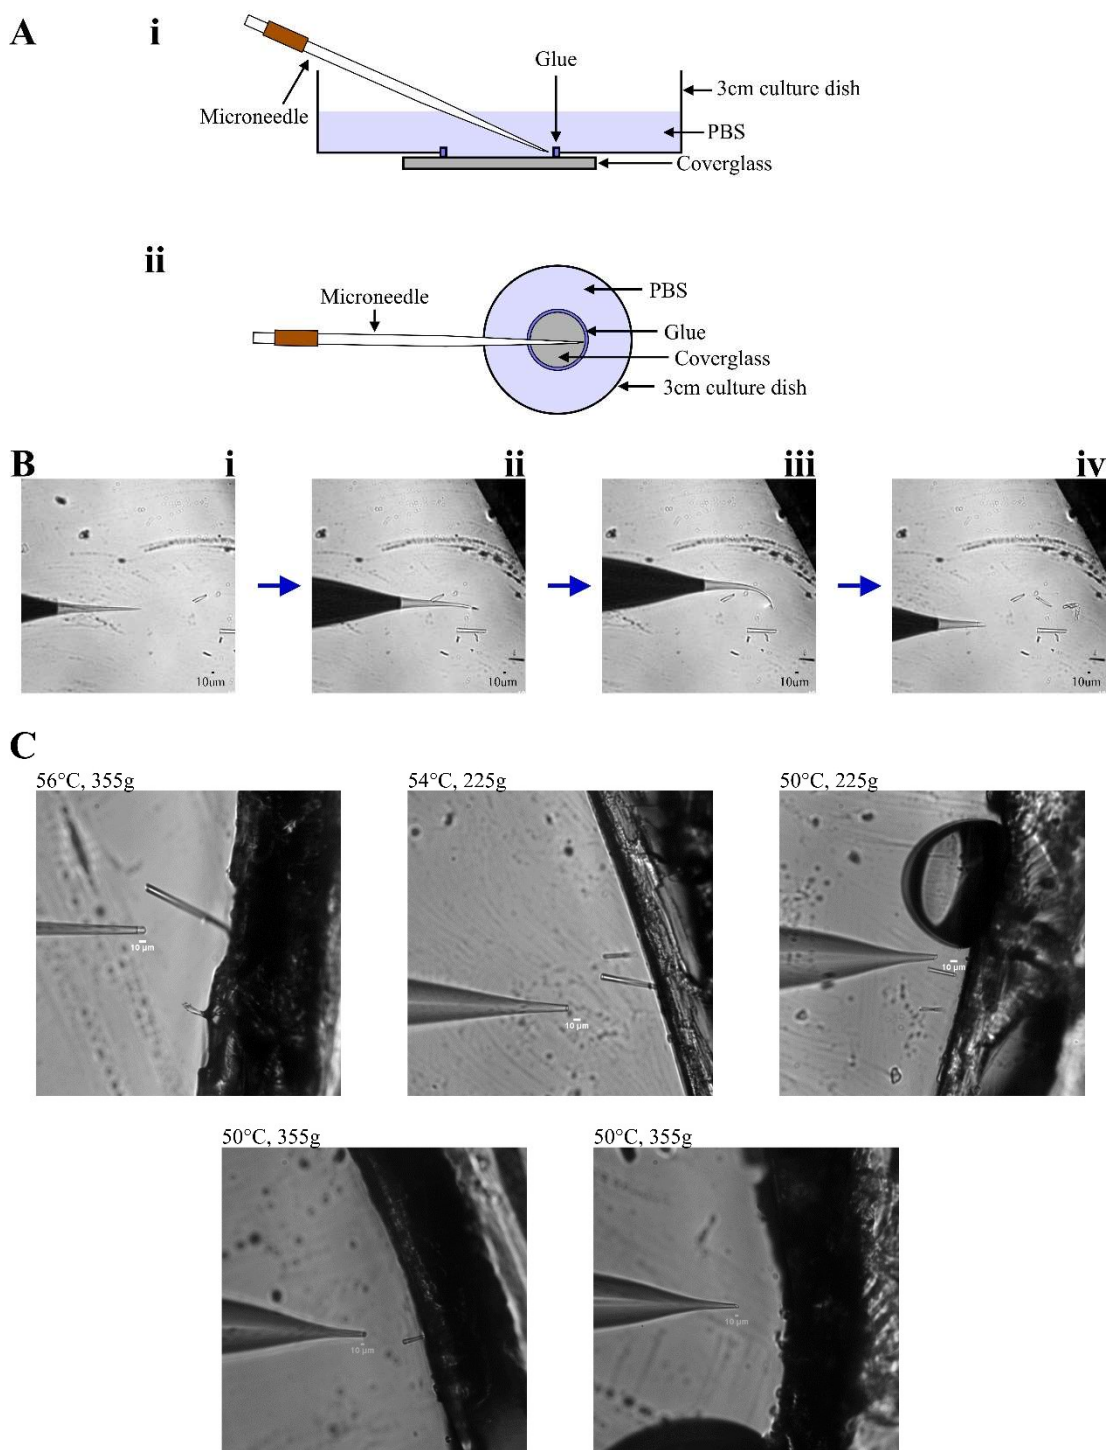 A
i
Glue
3cm culture dish
Microneedle
PBS
Coverglass
ii
Microneedle
PBS
Glue
Coverglass
3cm culture dish
B
i
ii
iii
iv
10um
10um
10um
10um
C
56°C, 355g
54°C, 225g
50°C, 225g
10 µm
10 µm
10 µm
50°C, 355g
50°C, 355g
10 µm
10 µm